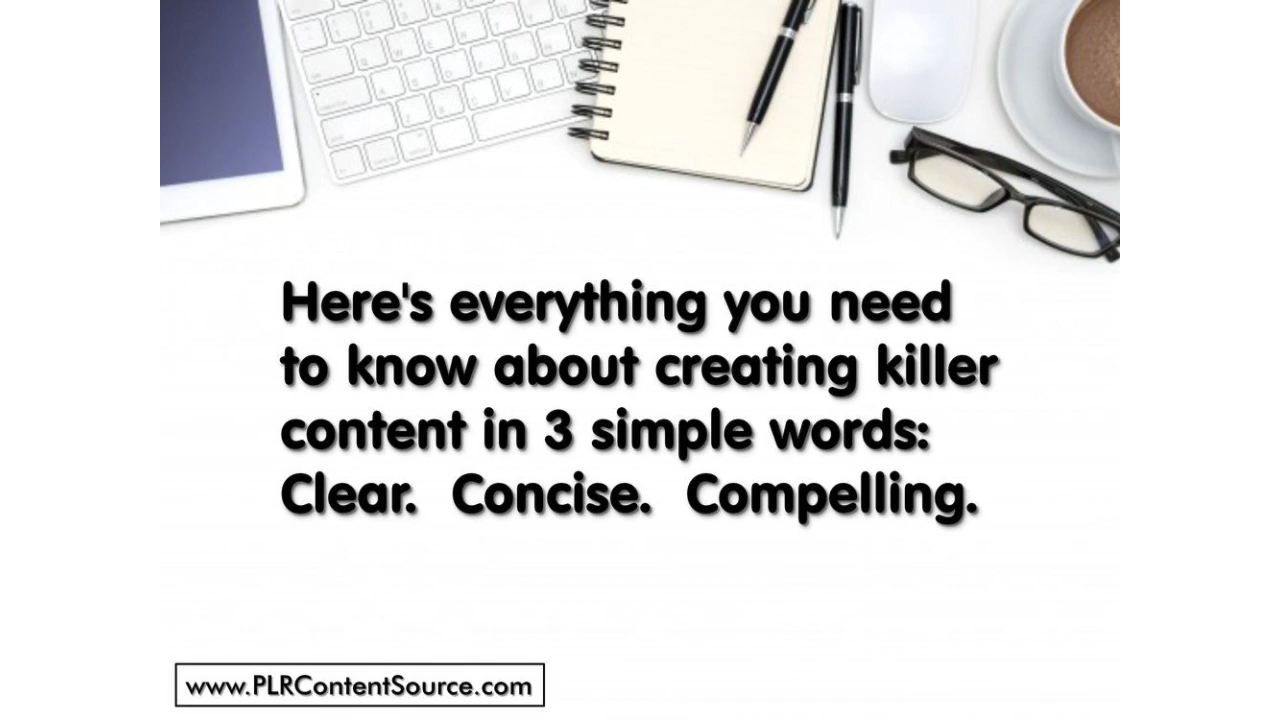 Here's everything you need
to know about creating killer
content in 3 simple words:
Clear.  Concise.  Compelling.
www.PLRContentSource.com